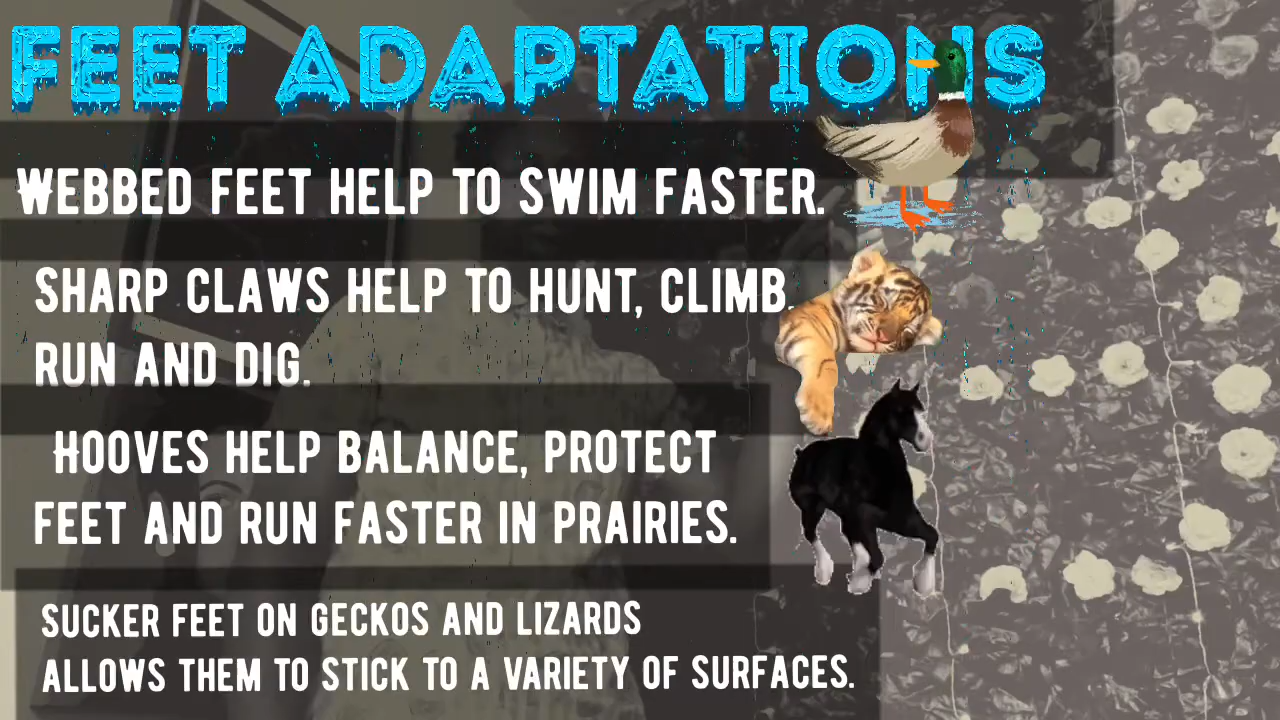 FEET ADAPTATIONS
WEBBED FEET HELP TO SWIM FASTER.
SHARP CLAWS HELP TO HUNT, CLIMB.
RUN AND DIG.
HOOVES HELP BALANCE, PROTECT
FEET AND RUN FASTER IN PRAIRIES.
SUCKER FEET ON GECKOS AND LIZARDS
ALLOWS THEM TO STICK TO A VARIETY OF SURFACES.